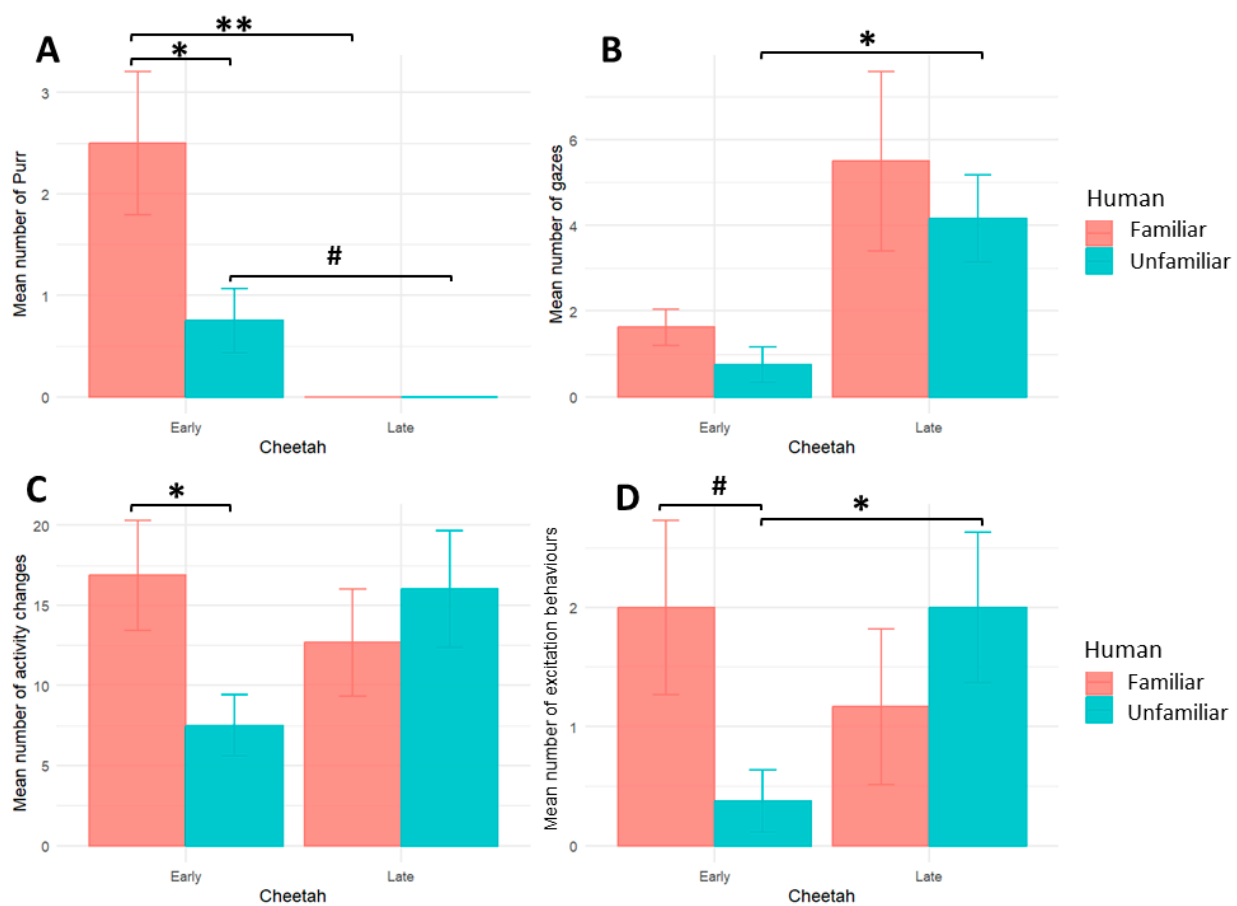 A
**
*
#
3
2
1
0
Mean number of Purr
Early
Late
Cheetah
B
*
6
4
2
0
Mean number of gazes
Early
Late
Cheetah
Human
Familiar
Unfamiliar
C
*
20
15
10
5
0
Mean number of activity changes
Early
Late
Cheetah
D
#
*
2
1
0
Mean number of excitation behaviours
Early
Late
Cheetah
Human
Familiar
Unfamiliar